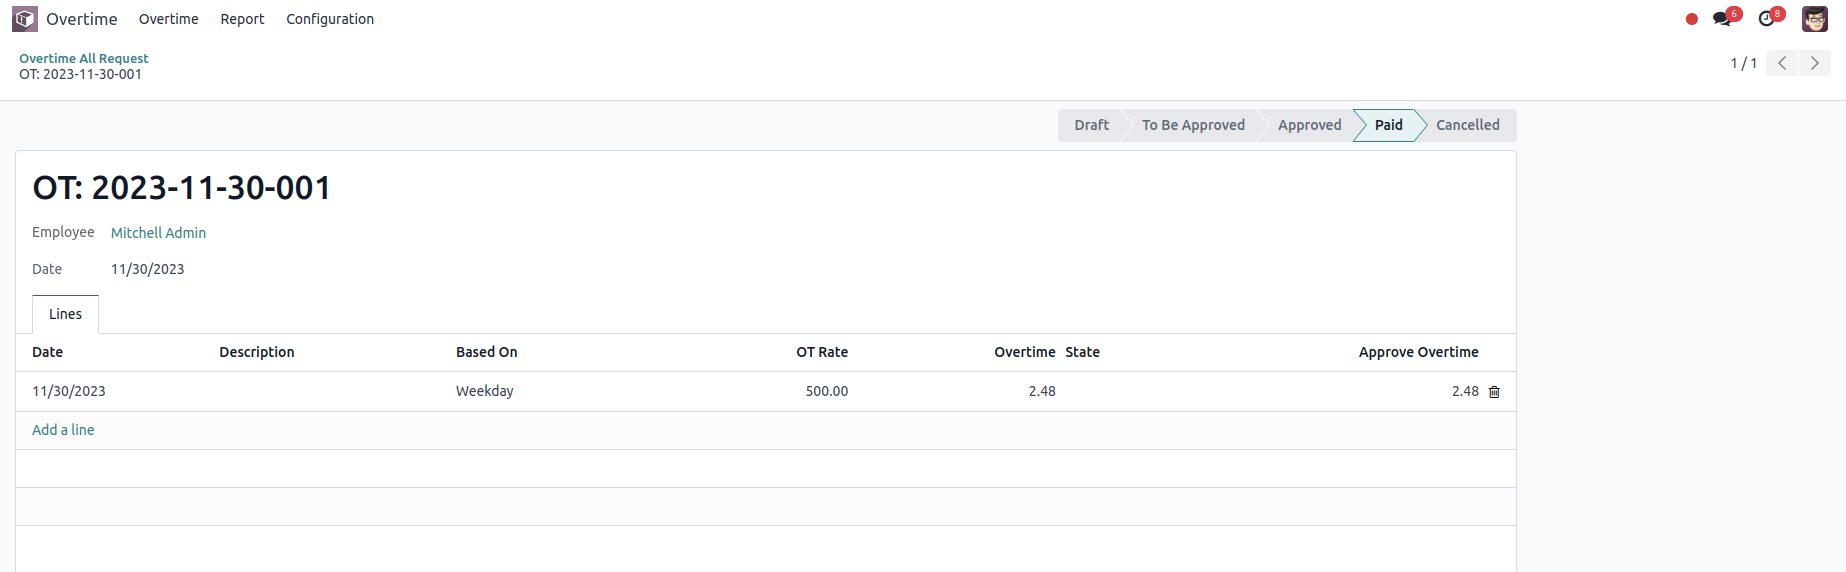 Overtime Overtime Report Configuration 6 8
Overtime All Request
OT: 2023-11-30-001
1 / 1
Draft To Be Approved Approved Paid Cancelled
OT: 2023-11-30-001
Employee Mitchell Admin
Date 11/30/2023
Lines
Date Description Based On OT Rate Overtime State Approve Overtime
11/30/2023 Weekday 500.00 2.48 2.48
Add a line